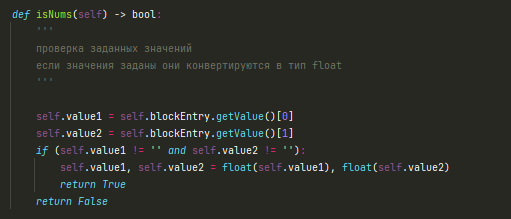 def isNums(self) -> bool:
'''
проверка заданных значений
если значения заданы они конвертируются в тип float
'''
self.value1 = self.blockEntry.getValue()[0]
self.value2 = self.blockEntry.getValue()[1]
if (self.value1 != '' and self.value2 != ''):
self.value1, self.value2 = float(self.value1), float(self.value2)
return True
return False